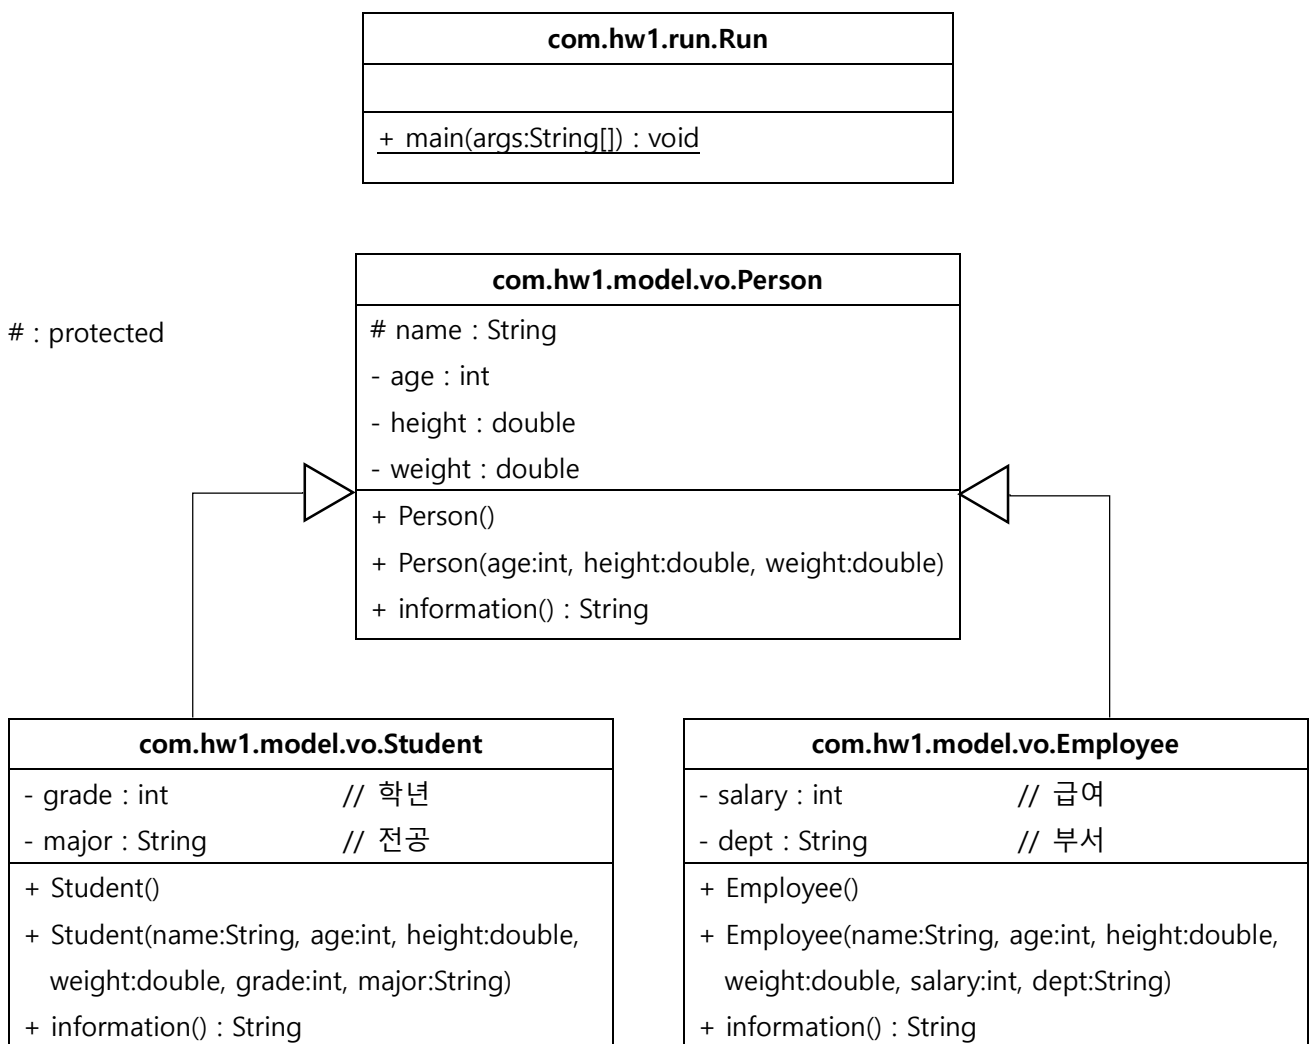 com.hw1.run.Run
+ main(args:String[]) : void
# : protected
com.hw1.model.vo.Person
# name : String
- age : int
- height : double
- weight : double
+ Person()
+ Person(age:int, height:double, weight:double)
+ information() : String
com.hw1.model.vo.Student
- grade : int // 학년
- major : String // 전공
+ Student()
+ Student(name:String, age:int, height:double,
weight:double, grade:int, major:String)
+ information() : String
com.hw1.model.vo.Employee
- salary : int // 급여
- dept : String // 부서
+ Employee()
+ Employee(name:String, age:int, height:double,
weight:double, salary:int, dept:String)
+ information() : String